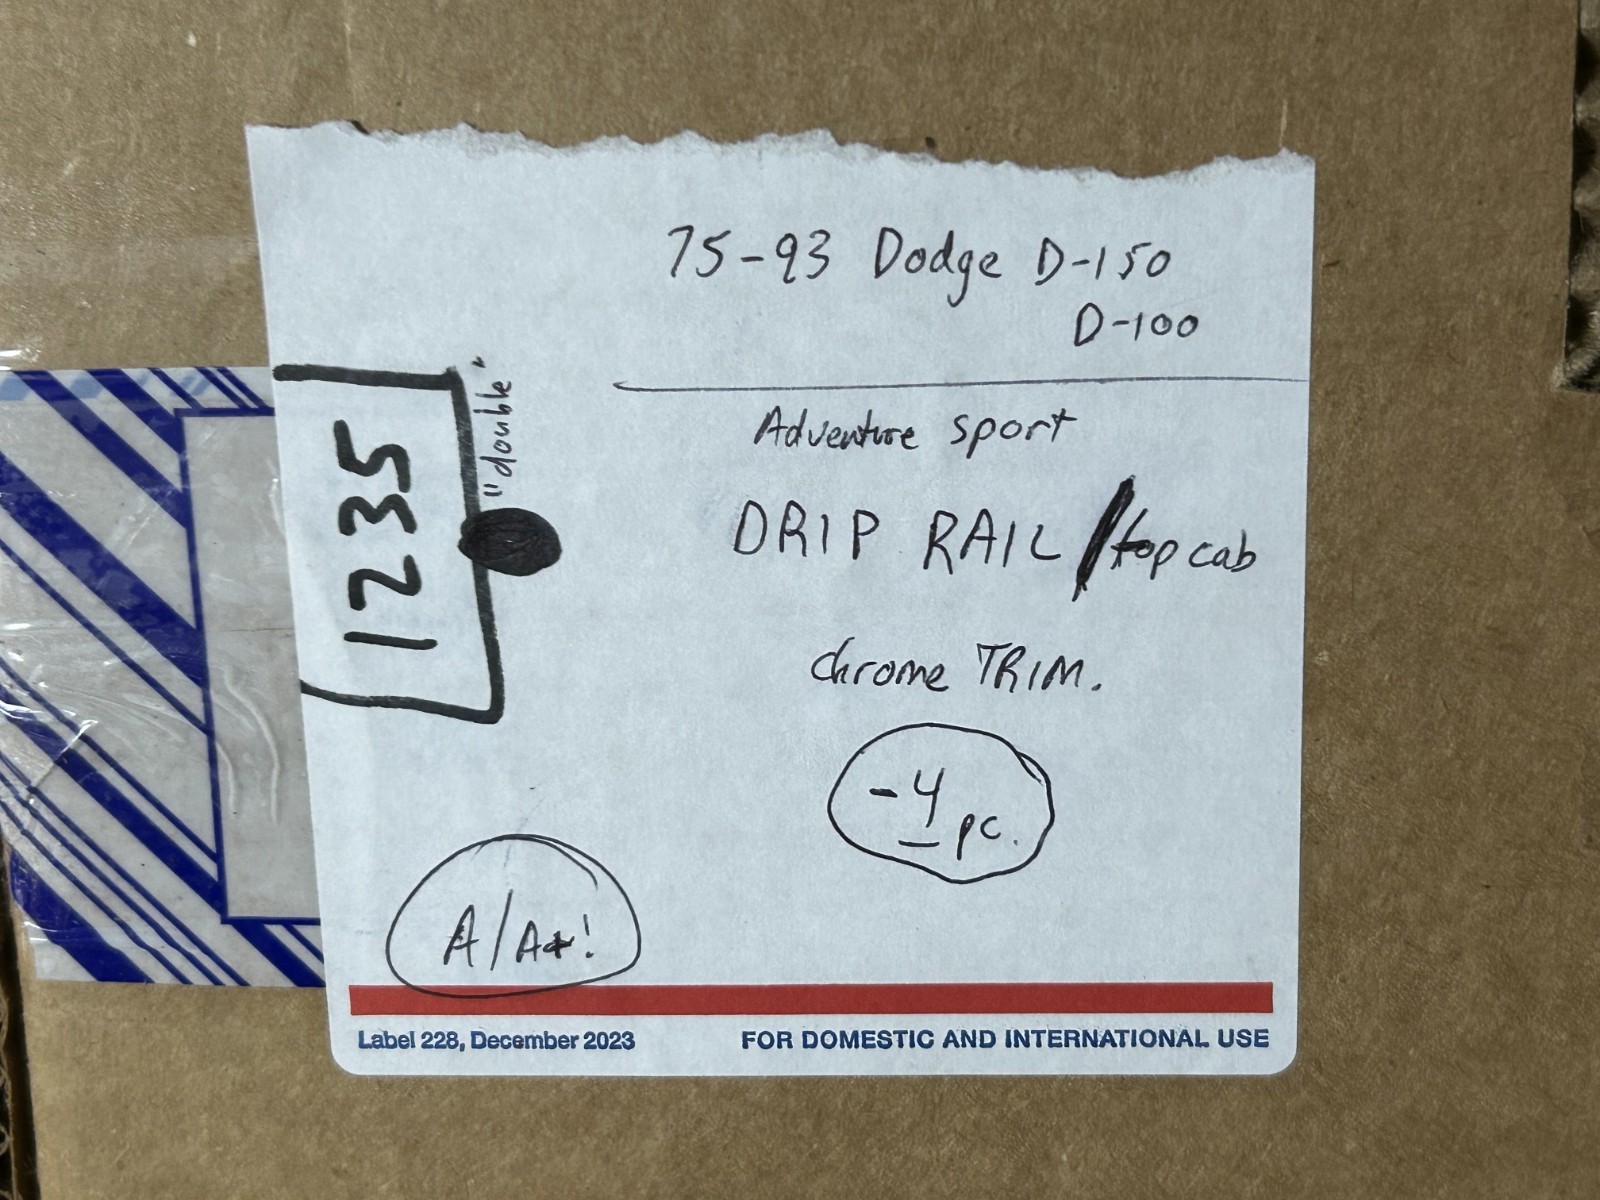 75-93 Dodge D-150
D-100
Adventure sport
DRIP RAIL/top cab
chrome TRIM.
-4 pc.
1235
"double"
A/A+!
Label 228, December 2023
FOR DOMESTIC AND INTERNATIONAL USE